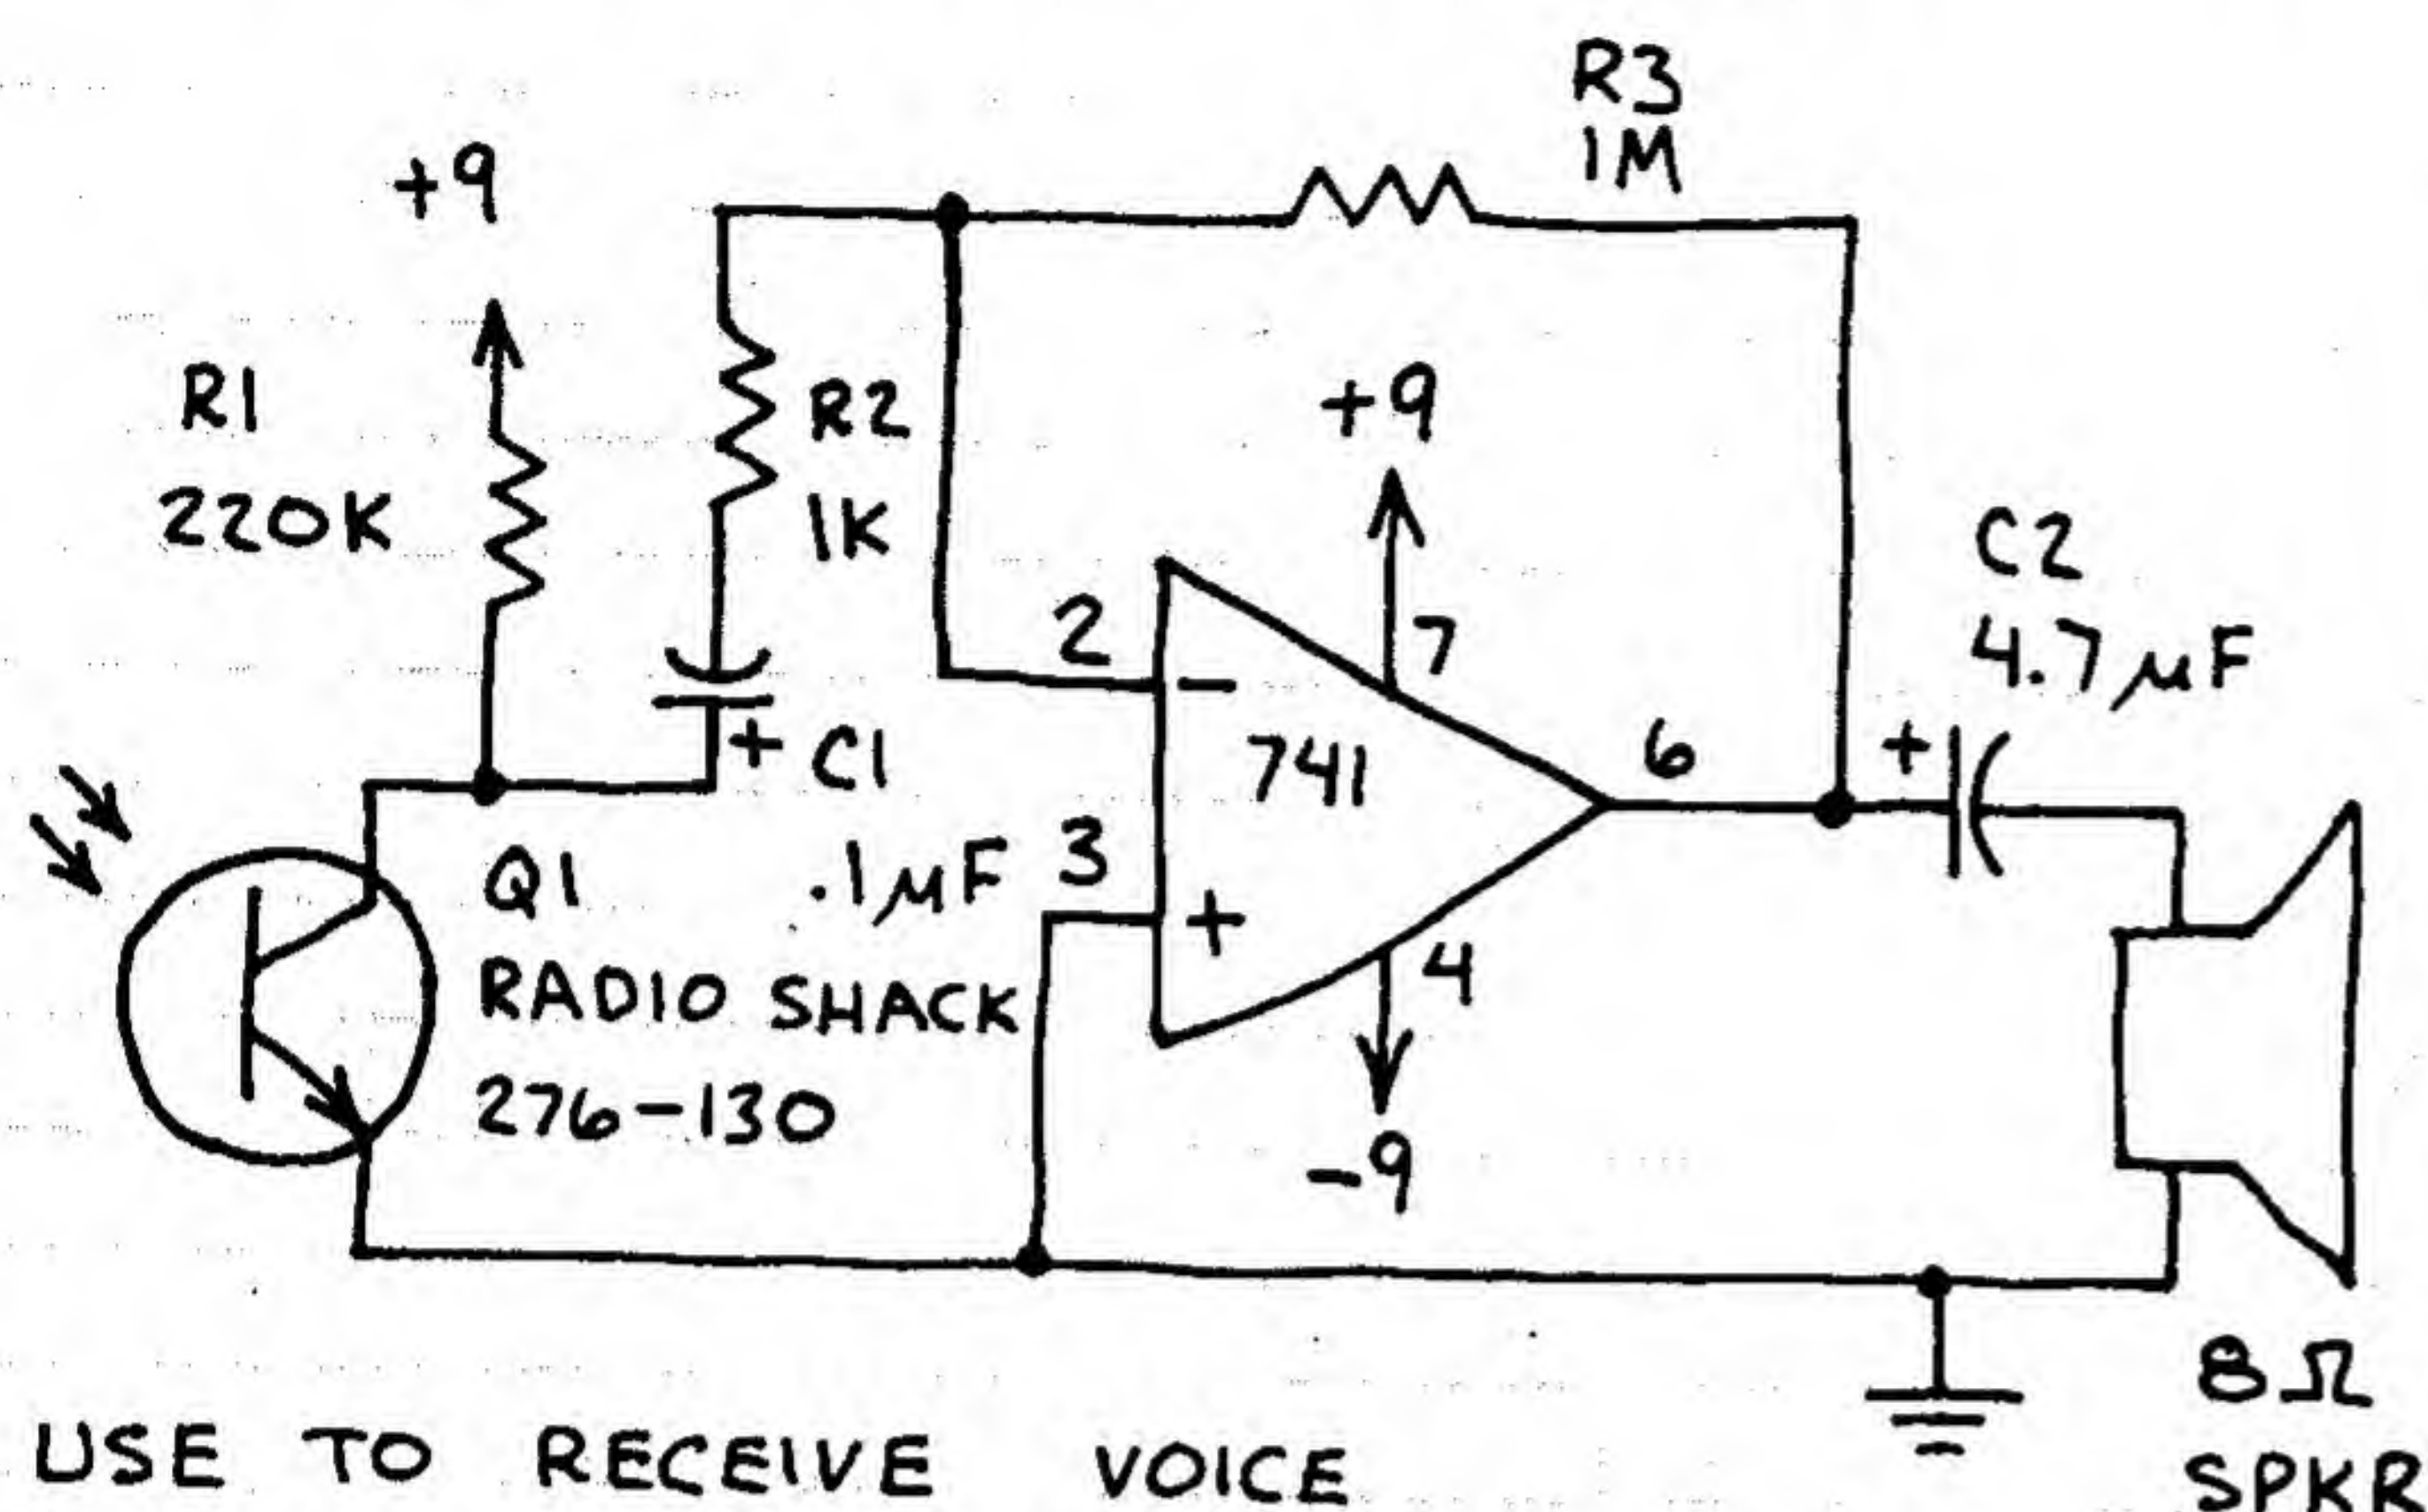 R3
1M
+9
R1
220K
R2
1K
+9
C2
4.7µF
2
7
-
741
6
+
+ C1
.1µF
3
+
4
-9
Q1
RADIO SHACK
276-130
8Ω
SPKR
USE TO RECEIVE VOICE